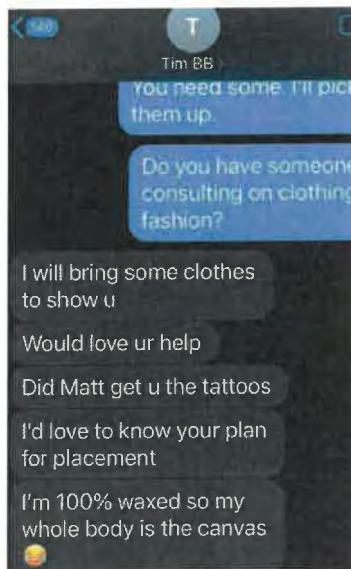 T
Tim BB
You need some. I'll pick
them up.
Do you have someone
consulting on clothing
fashion?
I will bring some clothes
to show u
Would love ur help
Did Matt get u the tattoos
I'd love to know your plan
for placement
I'm 100% waxed so my
whole body is the canvas
😂